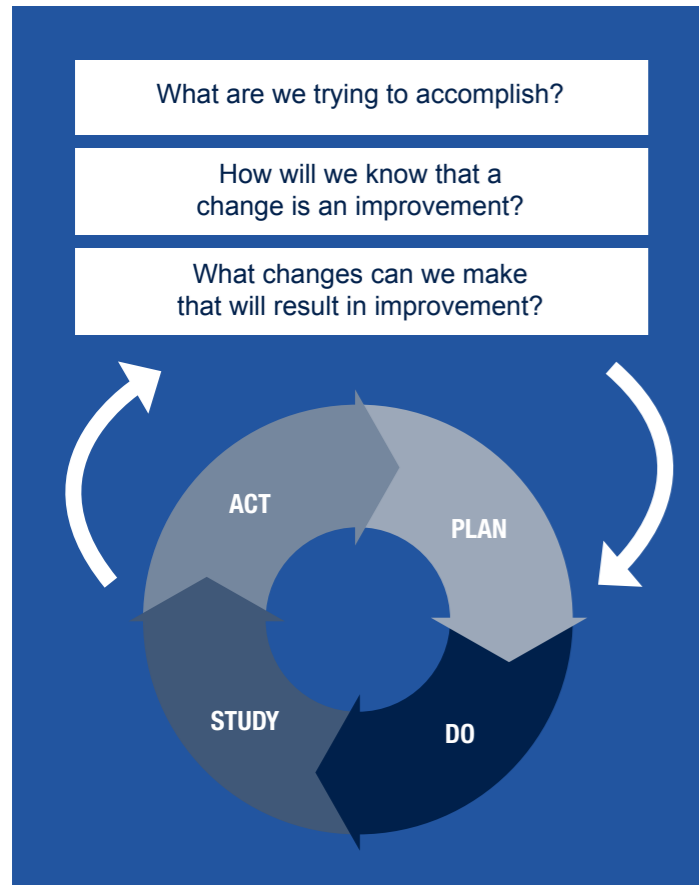 What are we trying to accomplish?
How will we know that a
change is an improvement?
What changes can we make
that will result in improvement?
ACT
PLAN
STUDY
DO